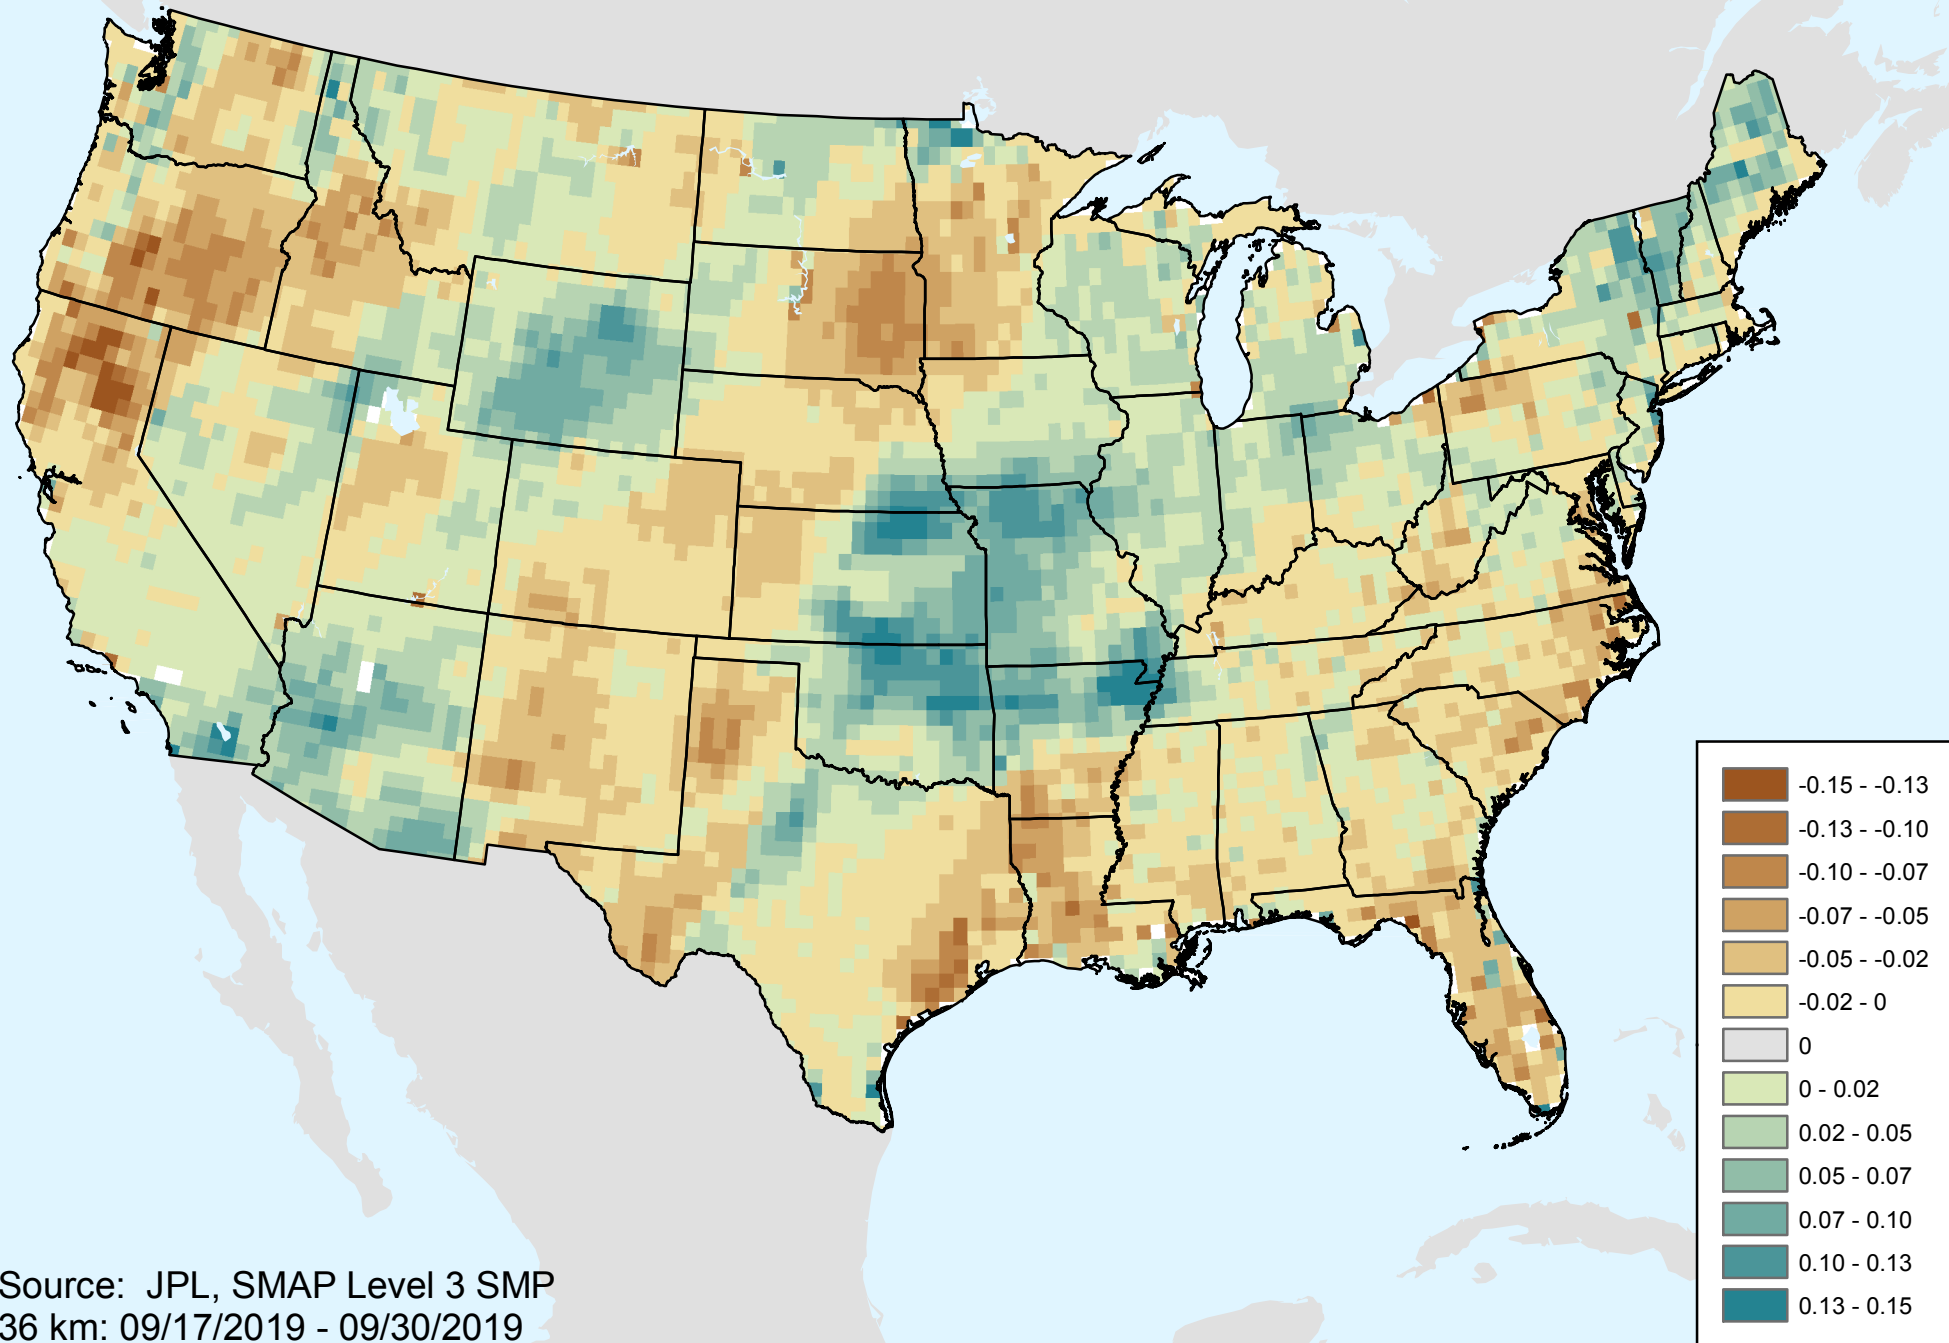 -0.15 - -0.13
-0.13 - -0.10
-0.10 - -0.07
-0.07 - -0.05
-0.05 - -0.02
-0.02 - 0
0
0 - 0.02
0.02 - 0.05
0.05 - 0.07
0.07 - 0.10
0.10 - 0.13
0.13 - 0.15
Source: JPL, SMAP Level 3 SMP
36 km: 09/17/2019 - 09/30/2019